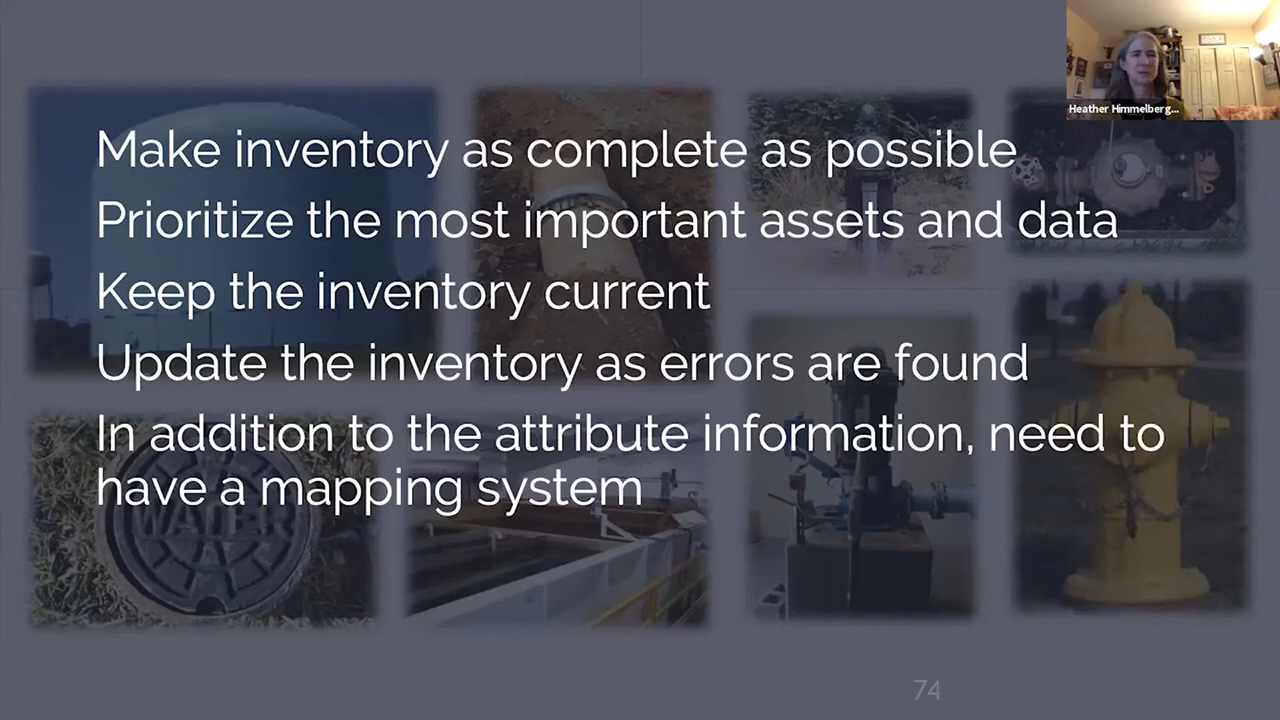 Heather Himmelberg...
Make inventory as complete as possible
Prioritize the most important assets and data
Keep the inventory current
Update the inventory as errors are found
In addition to the attribute information, need to
have a mapping system
WATER
74